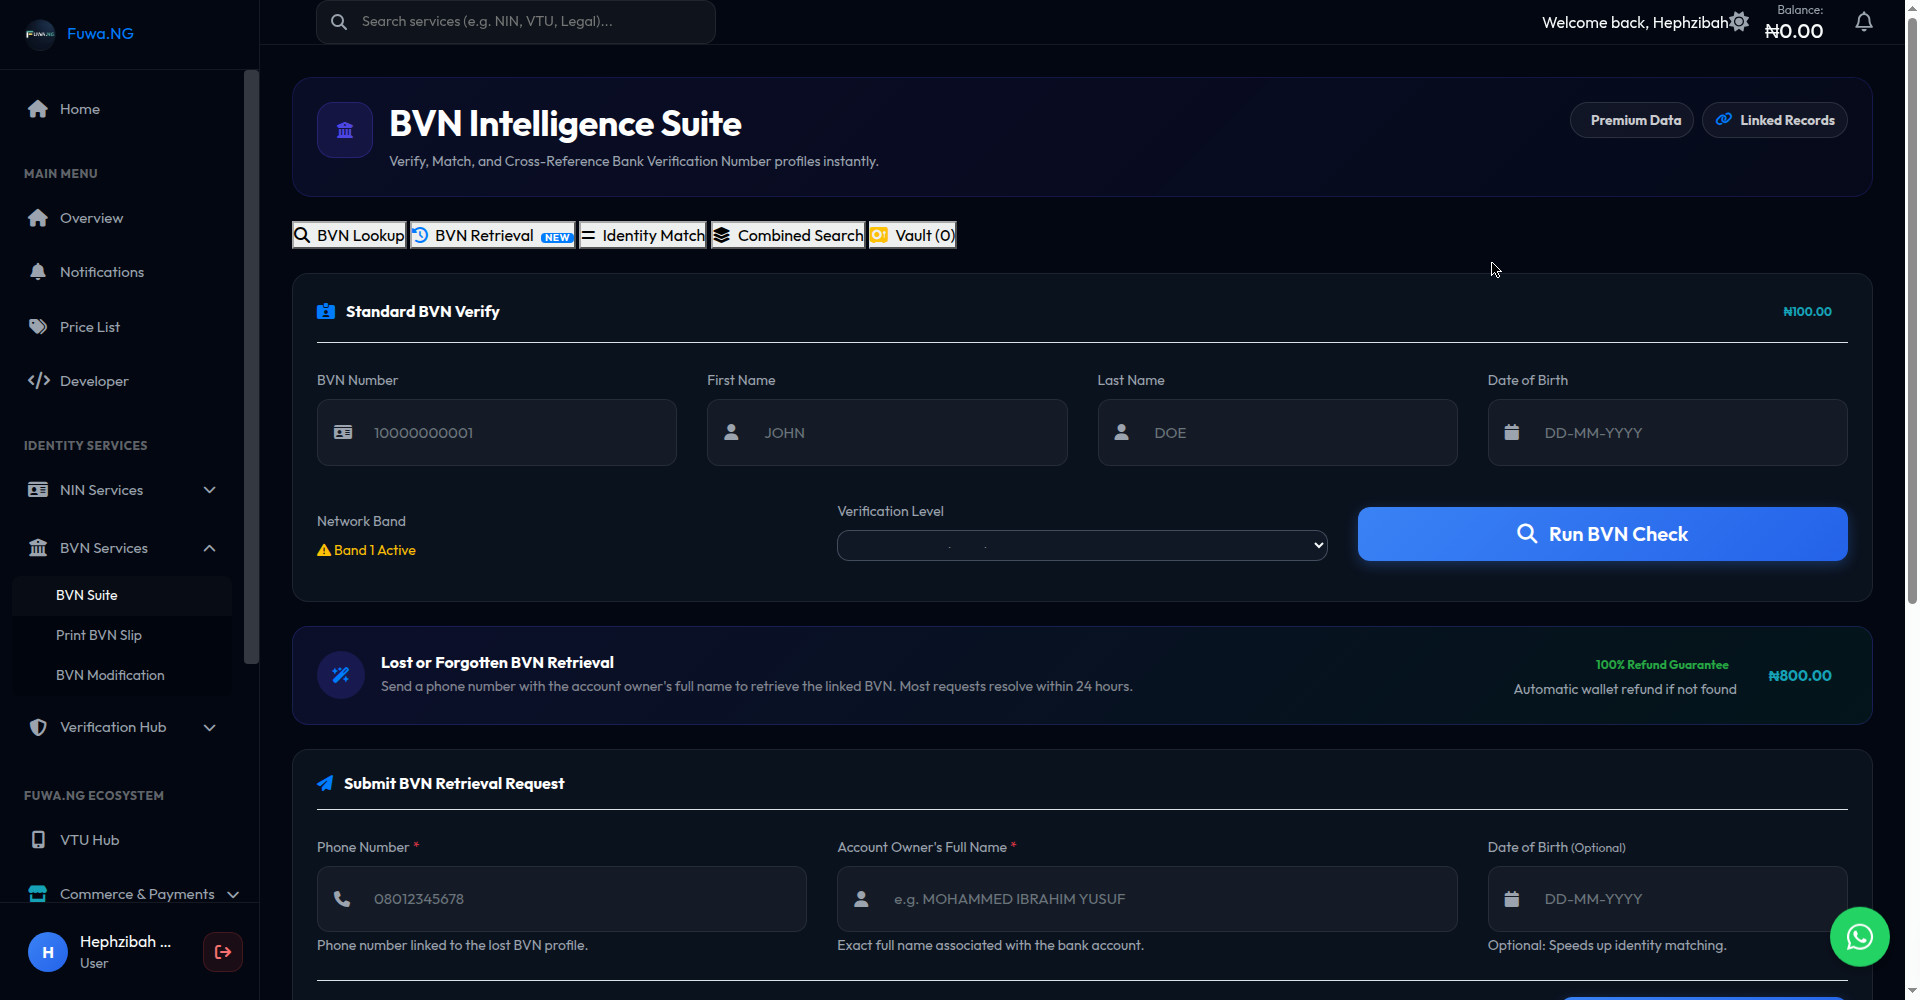 Fuwa.NG
Search services (e.g. NIN, VTU, Legal)...
Welcome back, Hephzibah
Balance:
₦0.00
Home
MAIN MENU
Overview
Notifications
Price List
Developer
IDENTITY SERVICES
NIN Services
BVN Services
BVN Suite
Print BVN Slip
BVN Modification
Verification Hub
FUWA.NG ECOSYSTEM
VTU Hub
Commerce & Payments
H
Hephzibah ...
User
BVN Intelligence Suite
Verify, Match, and Cross-Reference Bank Verification Number profiles instantly.
Premium Data
Linked Records
BVN Lookup
BVN Retrieval NEW
Identity Match
Combined Search
Vault (0)
Standard BVN Verify
₦100.00
BVN Number
First Name
Last Name
Date of Birth
10000000001
JOHN
DOE
DD-MM-YYYY
Network Band
Band 1 Active
Verification Level
Run BVN Check
Lost or Forgotten BVN Retrieval
Send a phone number with the account owner's full name to retrieve the linked BVN. Most requests resolve within 24 hours.
100% Refund Guarantee
Automatic wallet refund if not found
₦800.00
Submit BVN Retrieval Request
Phone Number *
Account Owner's Full Name *
Date of Birth (Optional)
08012345678
e.g. MOHAMMED IBRAHIM YUSUF
DD-MM-YYYY
Phone number linked to the lost BVN profile.
Exact full name associated with the bank account.
Optional: Speeds up identity matching.